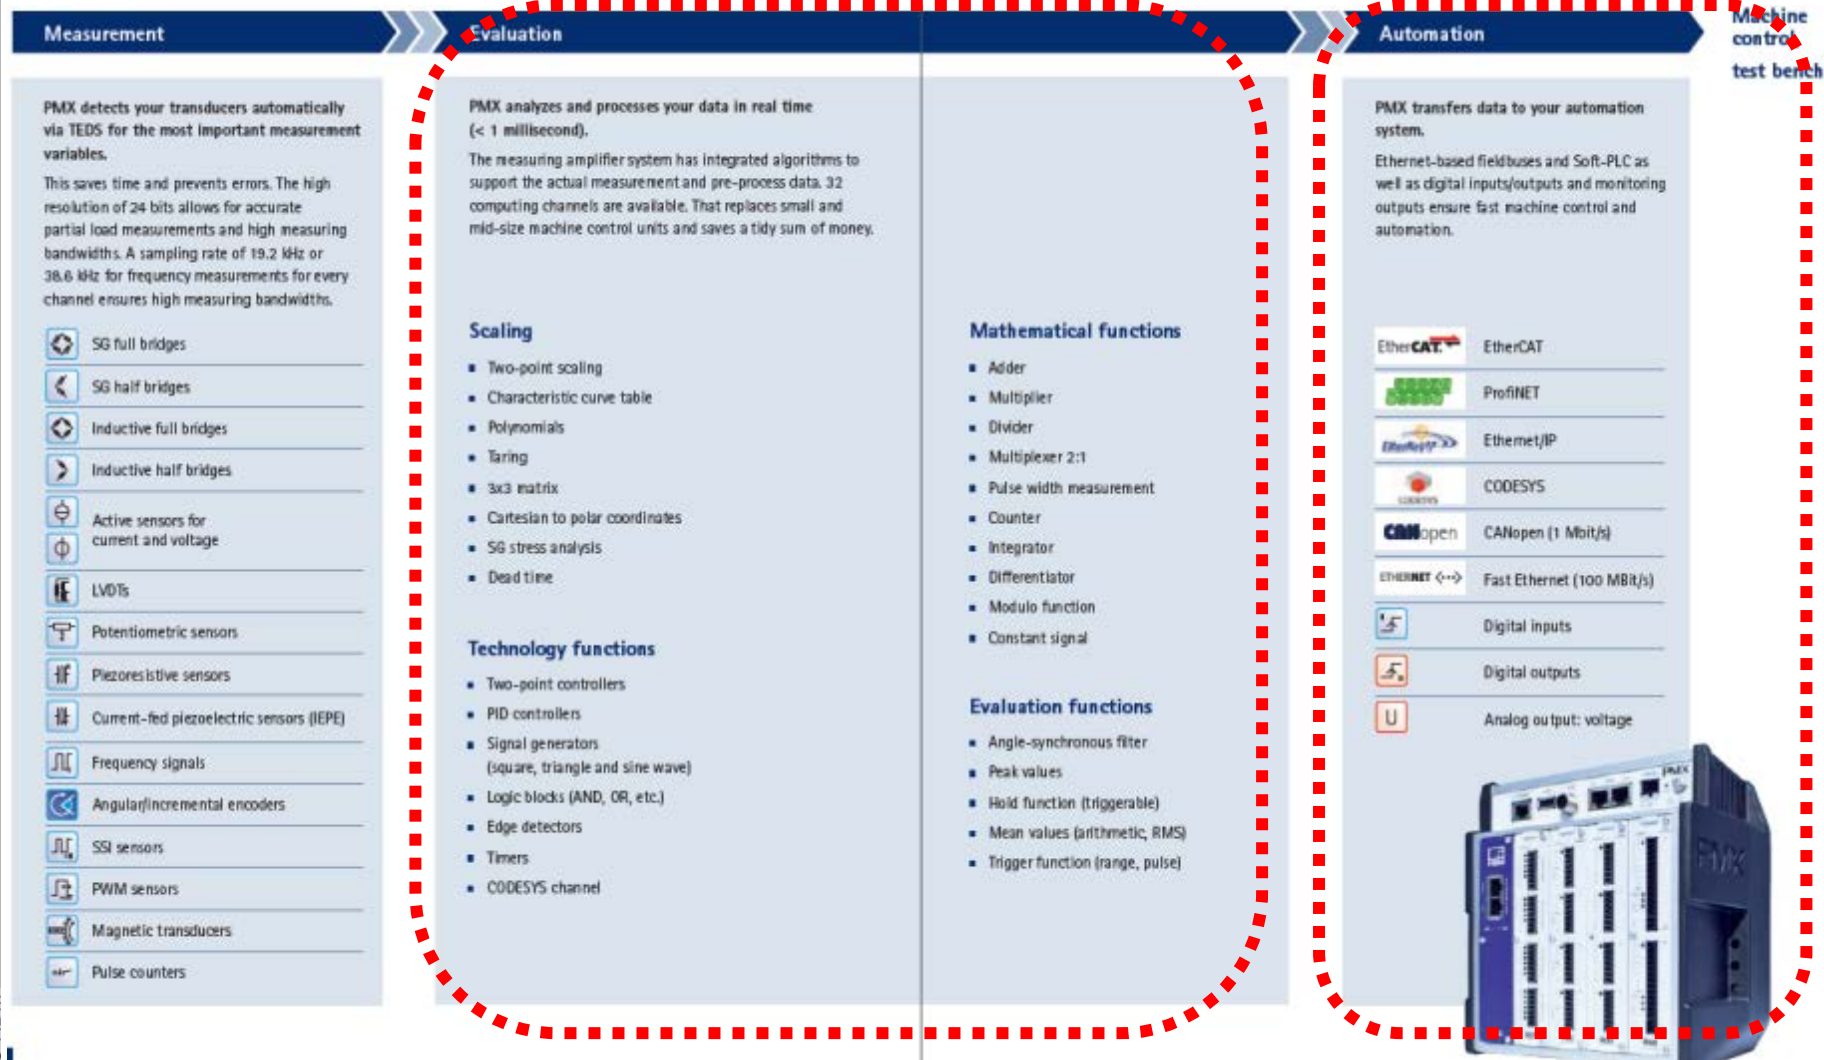 Measurement
Evaluation
Automation
Machine
control
test bench
PMX detects your transducers automatically
via TEDS for the most important measurement
variables.
This saves time and prevents errors. The high
resolution of 24 bits allows for accurate
partial load measurements and high measuring
bandwidths. A sampling rate of 19.2 kHz or
38.6 kHz for frequency measurements for every
channel ensures high measuring bandwidths.
SG full bridges
SG half bridges
Inductive full bridges
Inductive half bridges
Active sensors for
current and voltage
LVDTs
Potentiometric sensors
Piezoresistive sensors
Current-fed piezoelectric sensors (IEPE)
Frequency signals
Angular/incremental encoders
SSI sensors
PWM sensors
Magnetic transducers
Pulse counters
PMX analyzes and processes your data in real time
(< 1 millisecond).
The measuring amplifier system has integrated algorithms to
support the actual measurement and pre-process data. 32
computing channels are available. That replaces small and
mid-size machine control units and saves a tidy sum of money.
Scaling
Two-point scaling
Characteristic curve table
Polynomials
Taring
3x3 matrix
Cartesian to polar coordinates
SG stress analysis
Dead time
Technology functions
Two-point controllers
PID controllers
Signal generators
(square, triangle and sine wave)
Logic blocks (AND, OR, etc.)
Edge detectors
Timers
CODESYS channel
Mathematical functions
Adder
Multiplier
Divider
Multiplexer 2:1
Pulse width measurement
Counter
Integrator
Differentiator
Modulo function
Constant signal
Evaluation functions
Angle-synchronous filter
Peak values
Hold function (triggerable)
Mean values (arithmetic, RMS)
Trigger function (range, pulse)
PMX transfers data to your automation
system.
Ethernet-based fieldbuses and Soft-PLC as
well as digital inputs/outputs and monitoring
outputs ensure fast machine control and
automation.
EtherCAT. EtherCAT
ProfiNET
EtherNet/IP Ethernet/IP
CODESYS CODESYS
CANopen CANopen (1 Mbit/s)
ETHERNET <··> Fast Ethernet (100 MBit/s)
Digital inputs
Digital outputs
U Analog output: voltage
PMX
PMX